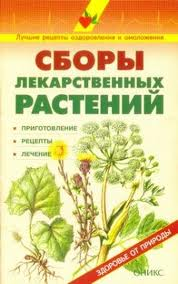 Лучшие рецепты оздоровления и омоложения
СБОРЫ
ЛЕКАРСТВЕННЫХ
РАСТЕНИЙ
ПРИГОТОВЛЕНИЕ
РЕЦЕПТЫ
ЛЕЧЕНИЕ
ЗДОРОВЬЕ ОТ ПРИРОДЫ
ОНИКС